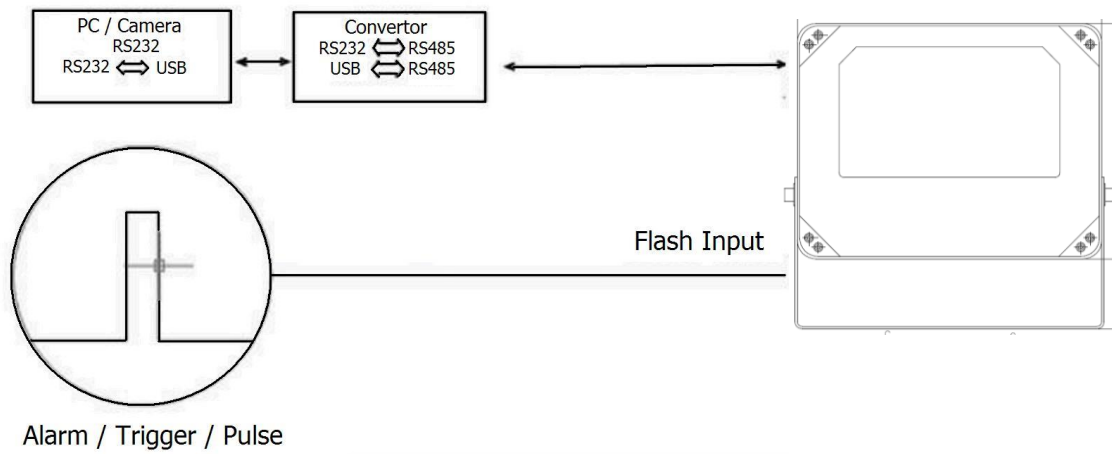 PC / Camera
RS232
RS232 USB
Convertor
RS232 RS485
USB RS485
Flash Input
Alarm / Trigger / Pulse